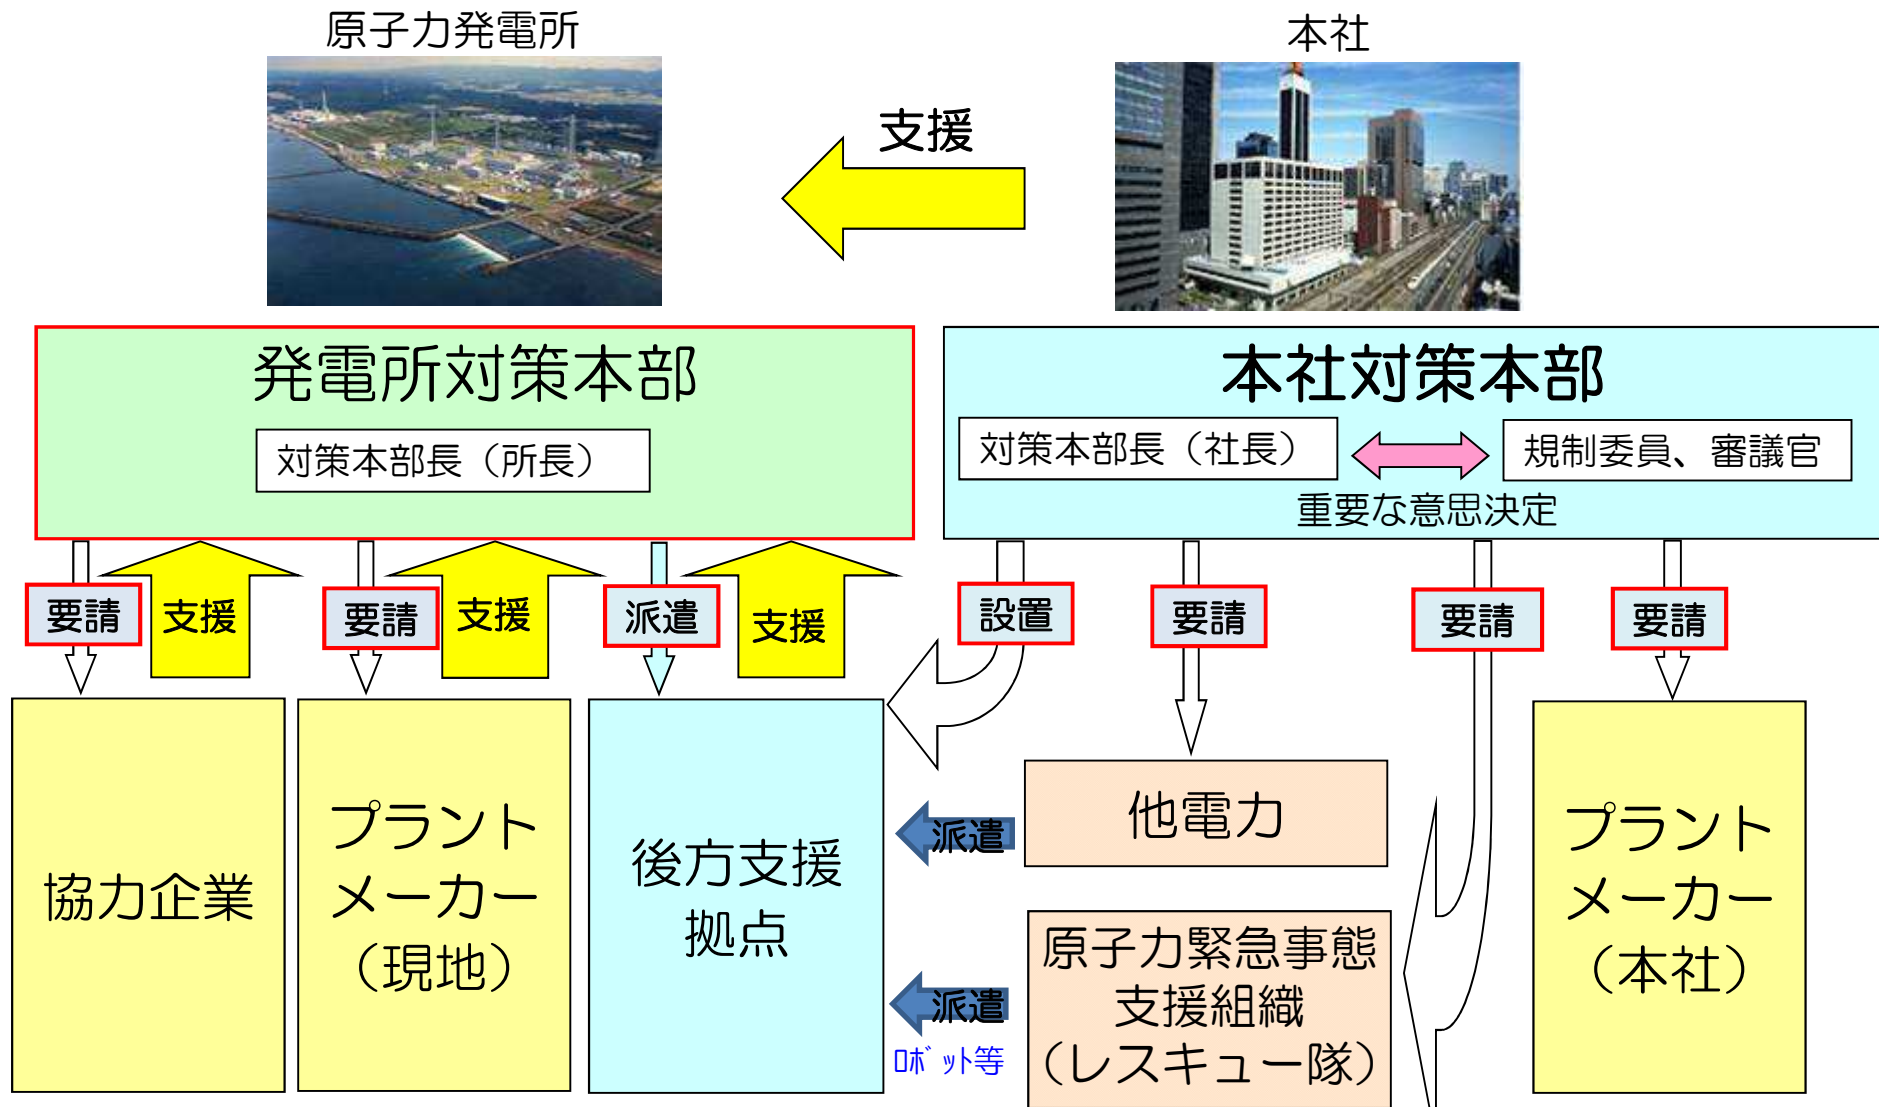 原子力発電所
本社
支援
発電所対策本部
対策本部長（所長）
本社対策本部
対策本部長（社長）
規制委員、審議官
重要な意思決定
要請
支援
要請
支援
派遣
支援
設置
要請
要請
要請
協力企業
プラント
メーカー
（現地）
後方支援
拠点
派遣
他電力
派遣
ﾛﾎﾞｯﾄ等
原子力緊急事態
支援組織
（レスキュー隊）
プラント
メーカー
（本社）